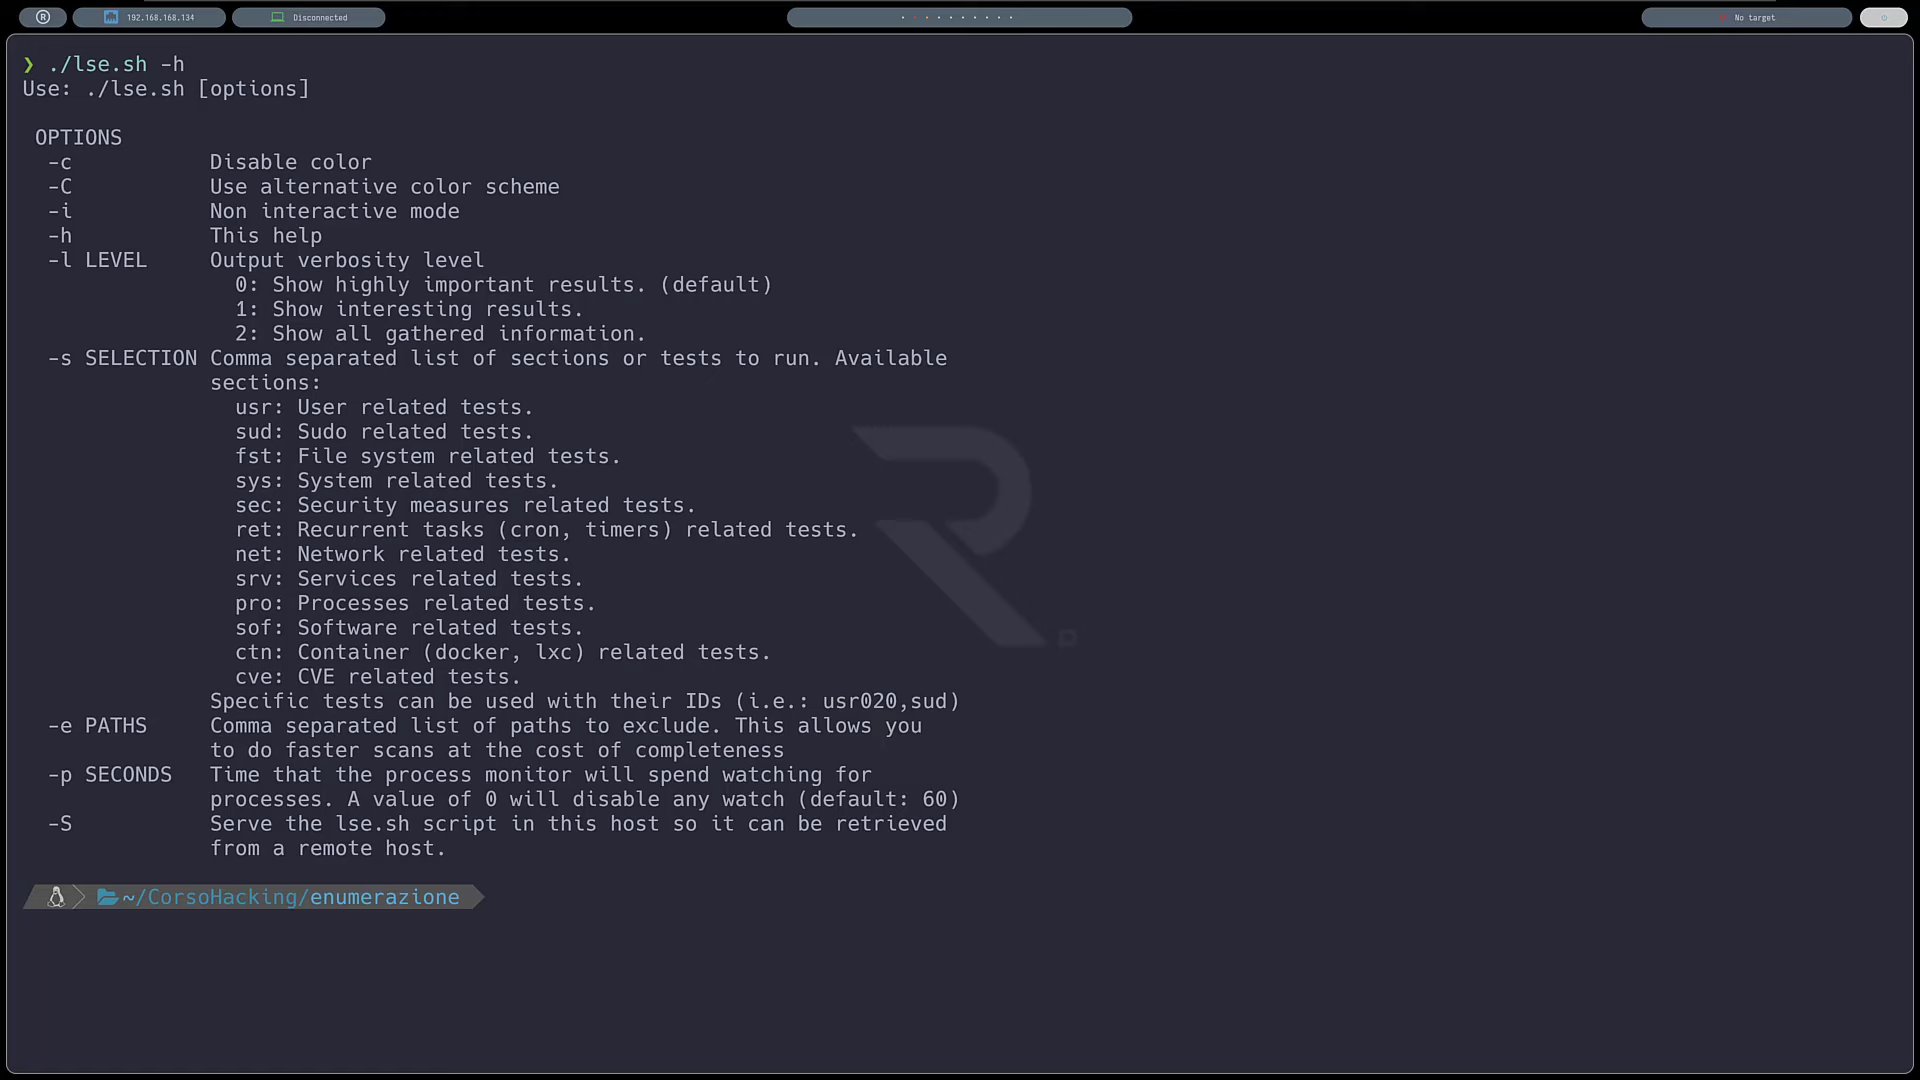 192.168.168.134
Disconnected
No target
❯ ./lse.sh -h
Use: ./lse.sh [options]
OPTIONS
-c Disable color
-C Use alternative color scheme
-i Non interactive mode
-h This help
-l LEVEL Output verbosity level
0: Show highly important results. (default)
1: Show interesting results.
2: Show all gathered information.
-s SELECTION Comma separated list of sections or tests to run. Available
sections:
usr: User related tests.
sud: Sudo related tests.
fst: File system related tests.
sys: System related tests.
sec: Security measures related tests.
ret: Recurrent tasks (cron, timers) related tests.
net: Network related tests.
srv: Services related tests.
pro: Processes related tests.
sof: Software related tests.
ctn: Container (docker, lxc) related tests.
cve: CVE related tests.
Specific tests can be used with their IDs (i.e.: usr020,sud)
-e PATHS Comma separated list of paths to exclude. This allows you
to do faster scans at the cost of completeness
-p SECONDS Time that the process monitor will spend watching for
processes. A value of 0 will disable any watch (default: 60)
-S Serve the lse.sh script in this host so it can be retrieved
from a remote host.
~/CorsoHacking/enumerazione